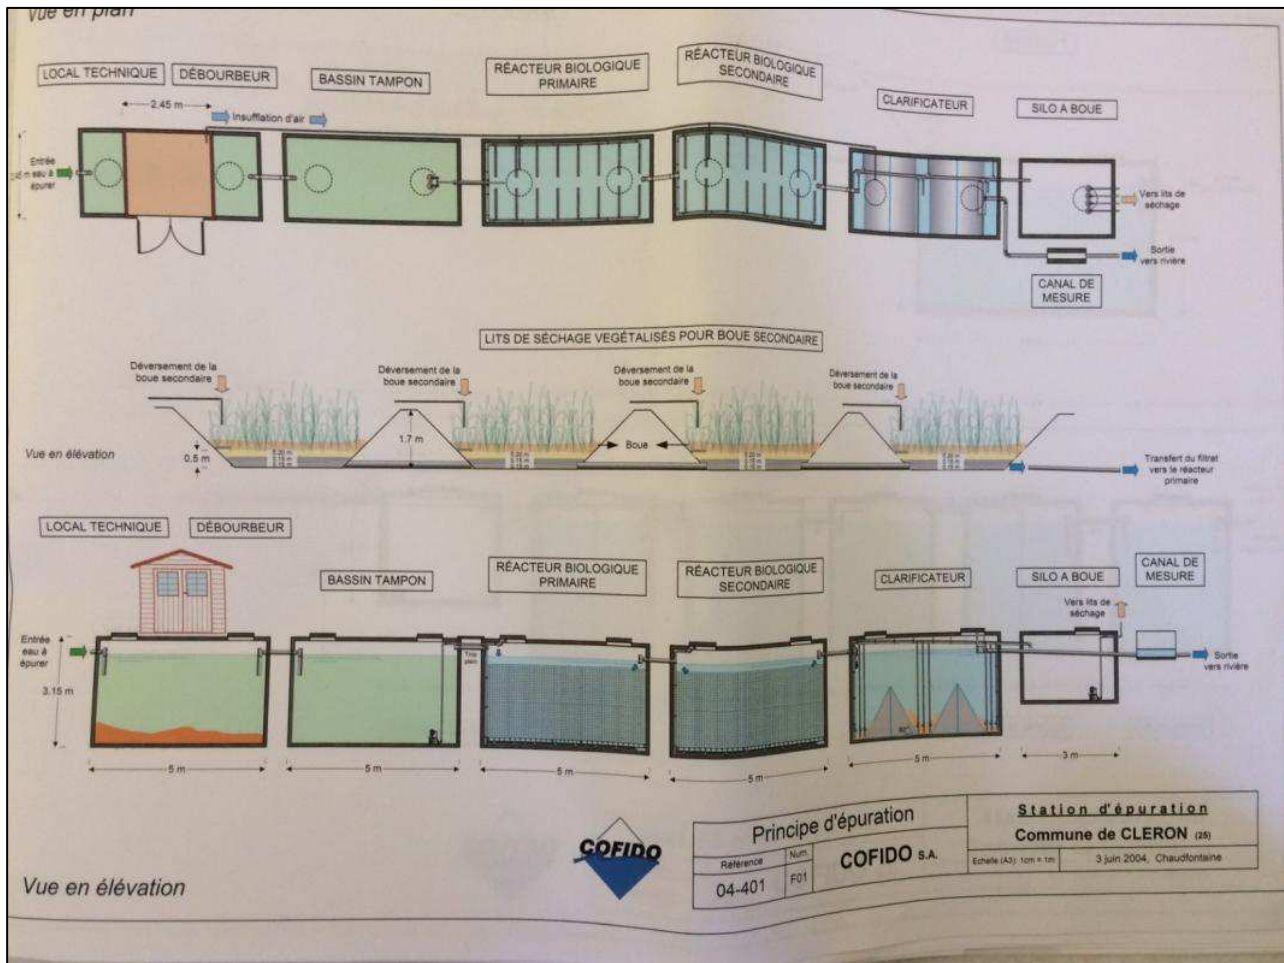 Vue en plan
LOCAL TECHNIQUE
DÉBOURBEUR
BASSIN TAMPON
RÉACTEUR BIOLOGIQUE
PRIMAIRE
RÉACTEUR BIOLOGIQUE
SECONDAIRE
CLARIFICATEUR
SILO A BOUE
2.45 m
Insufflation d'air
Entrée
eau à
épurer
Vers lits de
séchage
Sortie
vers rivière
CANAL DE
MESURE
LITS DE SÉCHAGE VEGÉTALISÉS POUR BOUE SECONDAIRE
Déversement de la
boue secondaire
Déversement de la
boue secondaire
Déversement de la
boue secondaire
Déversement de la
boue secondaire
1.7 m
Boue
Vue en élévation
0,5 m
Transfert du filtrat
vers le réacteur
primaire
LOCAL TECHNIQUE
DÉBOURBEUR
BASSIN TAMPON
RÉACTEUR BIOLOGIQUE
PRIMAIRE
RÉACTEUR BIOLOGIQUE
SECONDAIRE
CLARIFICATEUR
SILO A BOUE
CANAL DE
MESURE
Vers lits de
séchage
Entrée
eau à
épurer
Trop
plein
Sortie
vers rivière
3.15 m
5 m
5 m
5 m
5 m
5 m
3 m
COFIDO
Principe d'épuration
Référence
04-401
Num.
F01
COFIDO S.A.
Station d'épuration
Commune de CLERON (25)
Echelle (A3): 1cm = 1m
3 juin 2004, Chaudfontaine
Vue en élévation